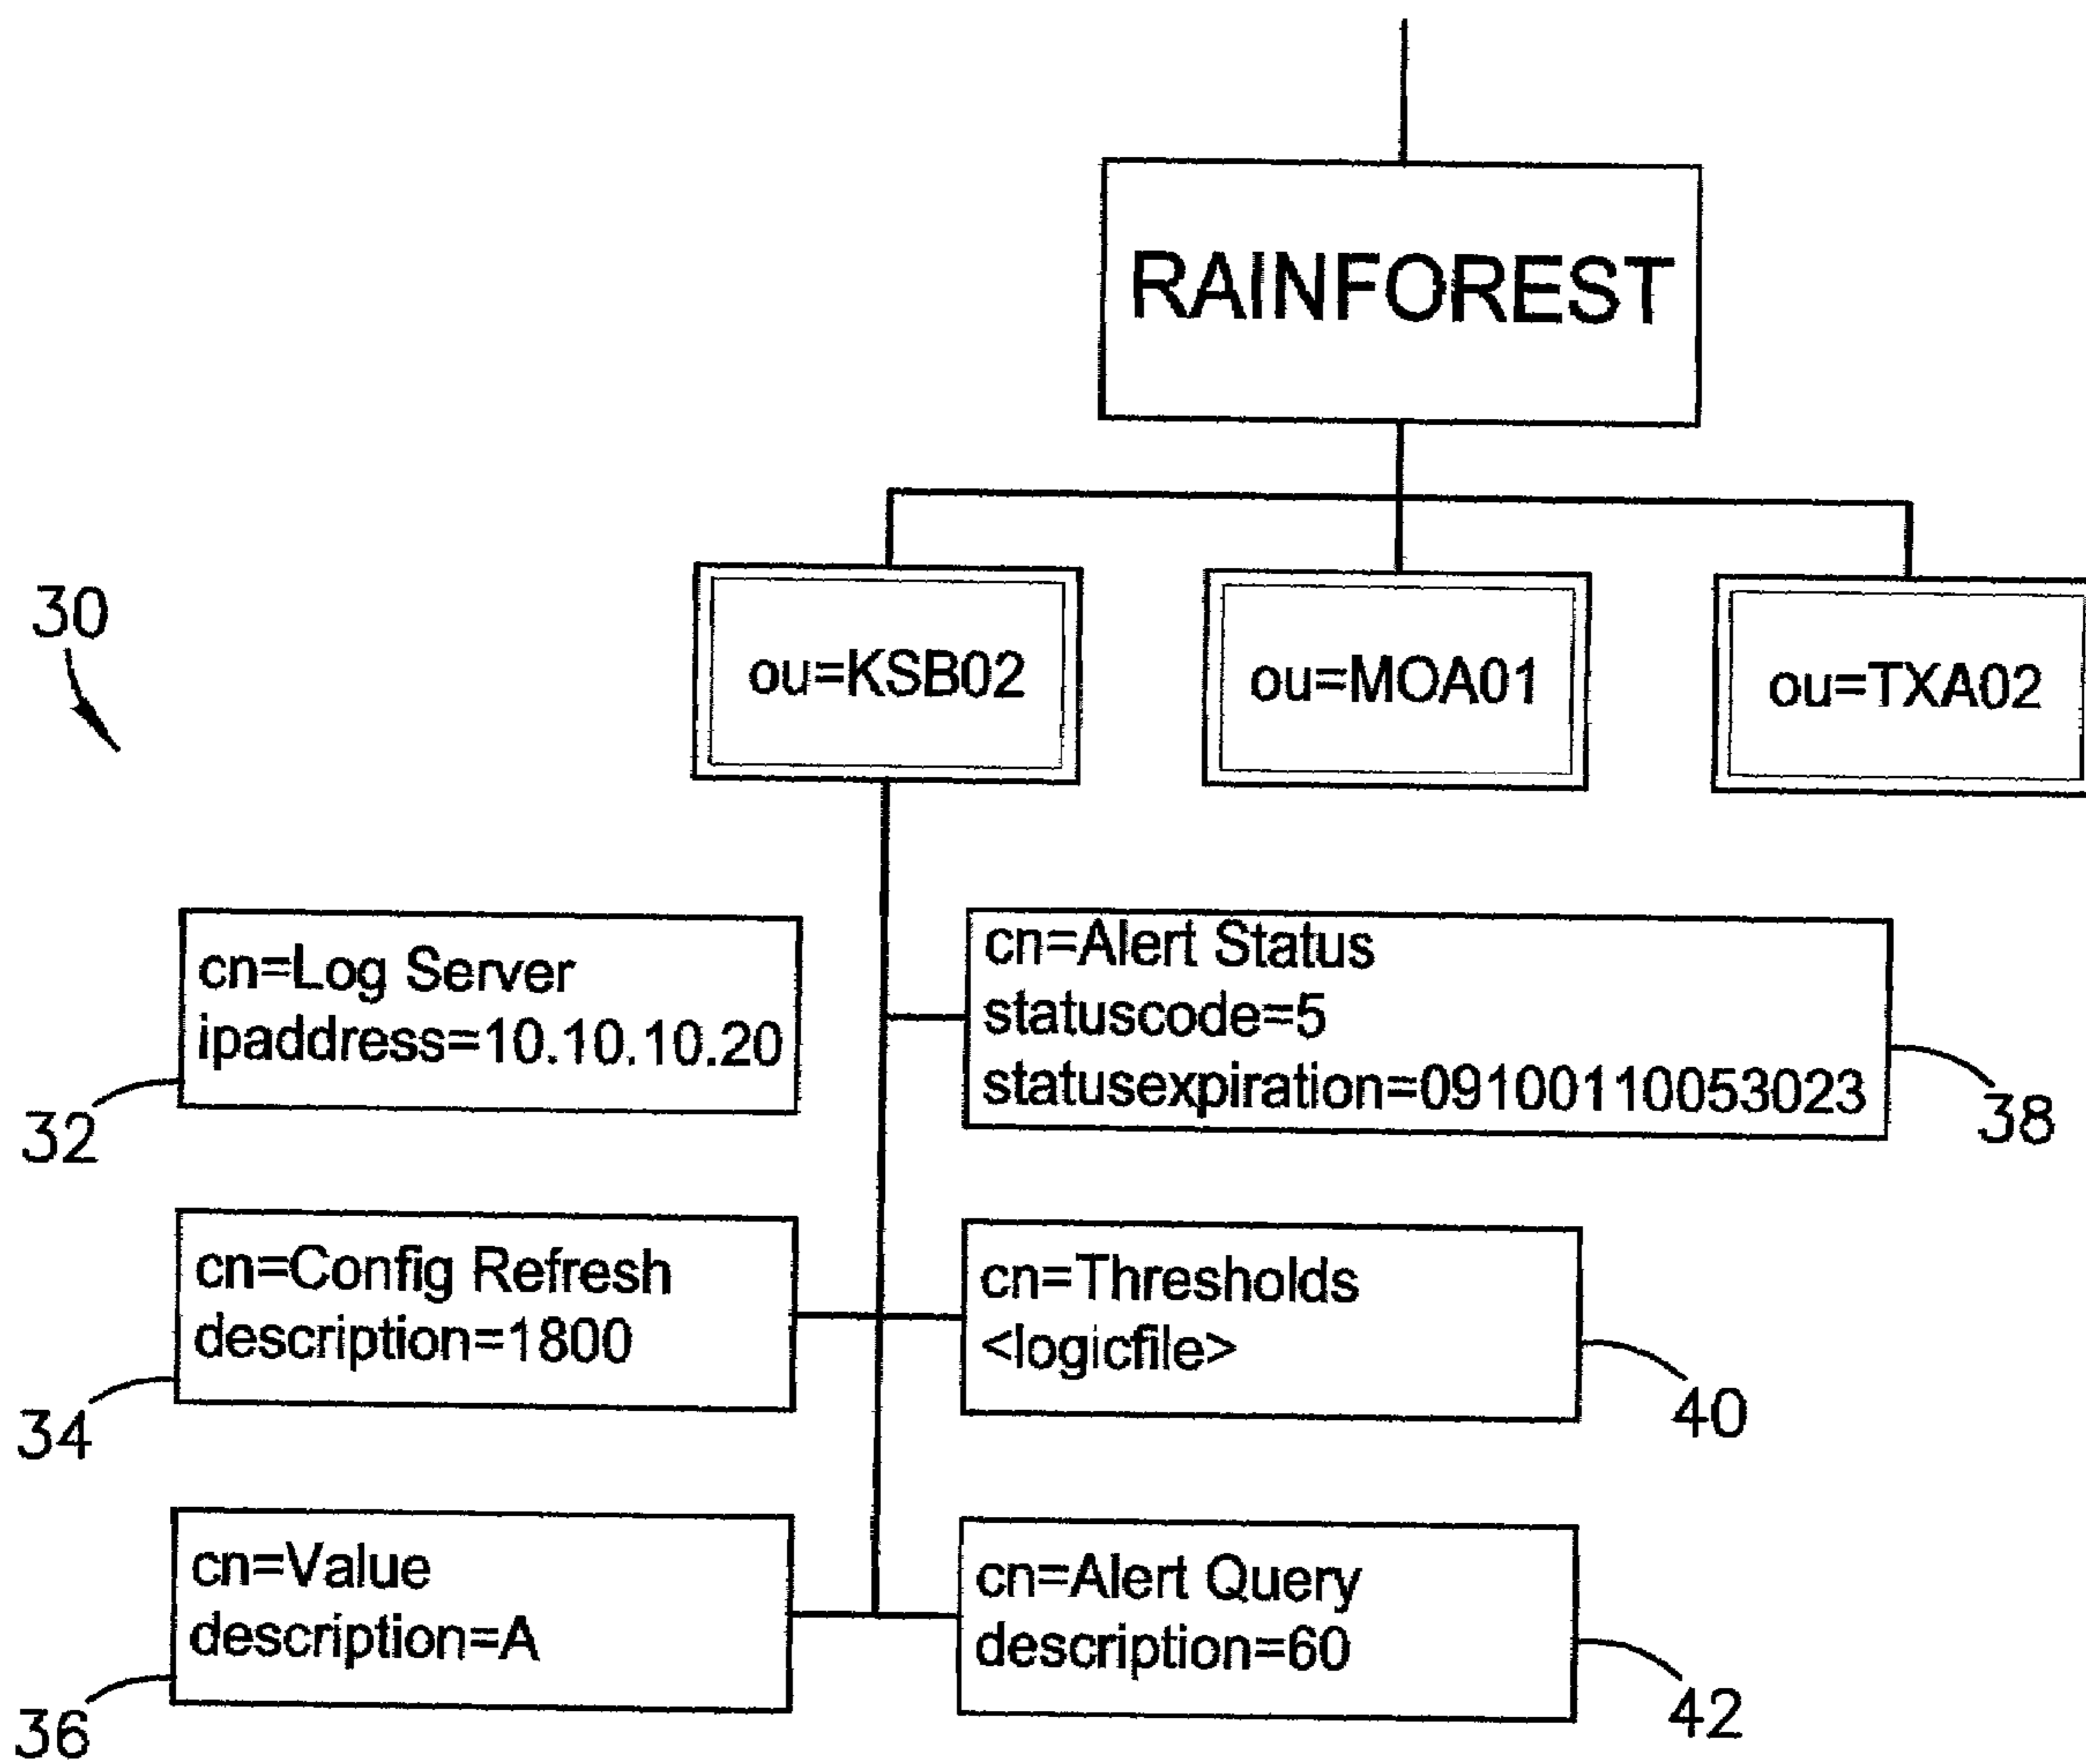 RAINFOREST
30
ou=KSB02
ou=MOA01
ou=TXA02
cn=Log Server
ipaddress=10.10.10.20
32
cn=Alert Status
statuscode=5
statusexpiration=09100110053023
38
cn=Config Refresh
description=1800
34
cn=Thresholds
<logicfile>
40
cn=Value
description=A
36
cn=Alert Query
description=60
42